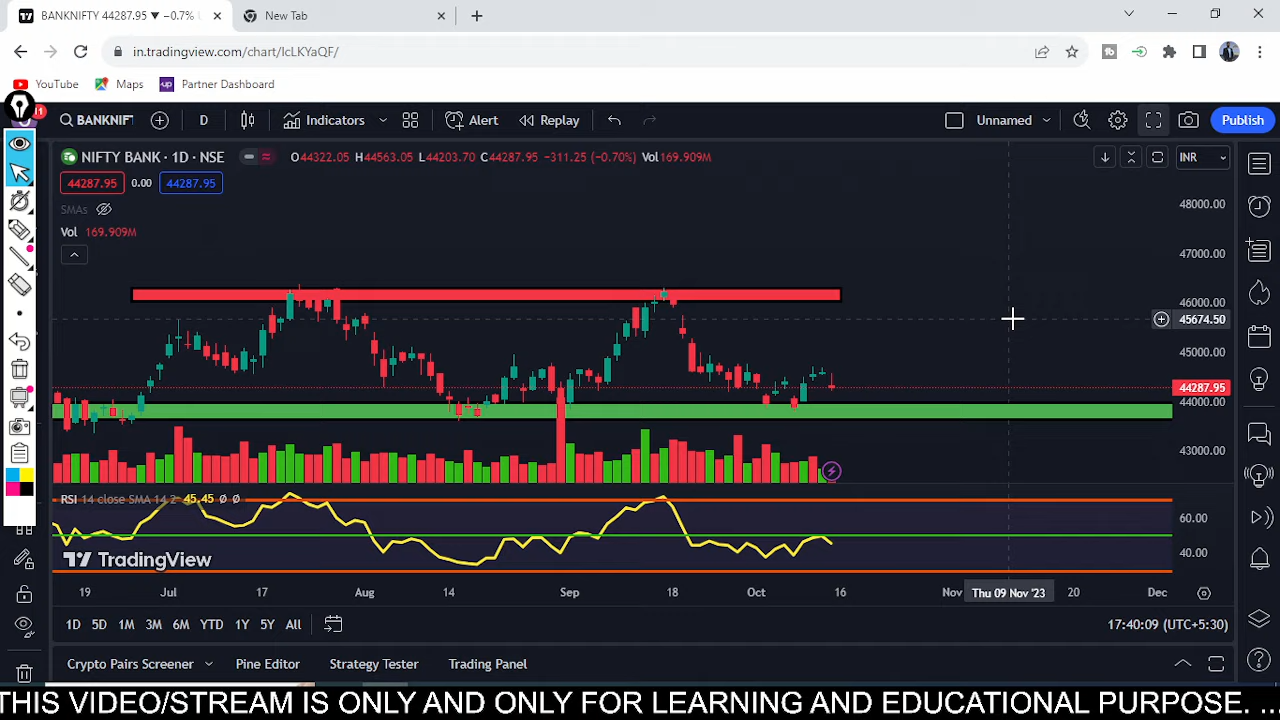 BANKNIFTY 44287.95 ▼ −0.7%
New Tab
in.tradingview.com/chart/IcLKYaQF/
YouTube
Maps
Partner Dashboard
BANKNIFT
D
Indicators
Alert
Replay
Unnamed
Publish
11
NIFTY BANK · 1D · NSE
O44322.05 H44563.05 L44203.70 C44287.95 −311.25 (−0.70%) Vol169.909M
INR
44287.95 0.00 44287.95
SMAs
Vol 169.909M
48000.00
47000.00
46000.00
45674.50
45000.00
44287.95
44000.00
43000.00
RSI 14 close SMA 14 2 45.45 Ø Ø
60.00
40.00
TradingView
19 Jul 17 Aug 14 Sep 18 Oct 16 Nov Thu 09 Nov '23 20 Dec
1D 5D 1M 3M 6M YTD 1Y 5Y All
17:40:09 (UTC+5:30)
Crypto Pairs Screener
Pine Editor
Strategy Tester
Trading Panel
THIS VIDEO/STREAM IS ONLY AND ONLY FOR LEARNING AND EDUCATIONAL PURPOSE. ...